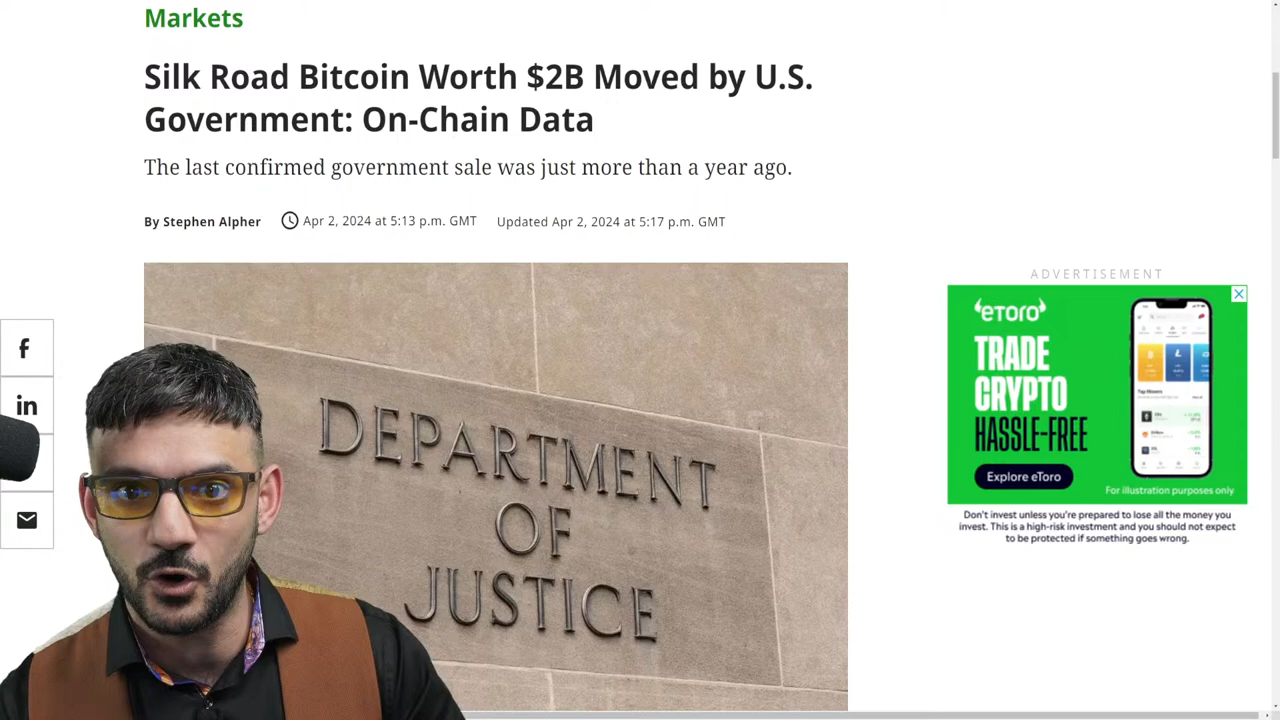 Markets
Silk Road Bitcoin Worth $2B Moved by U.S.
Government: On-Chain Data
The last confirmed government sale was just more than a year ago.
By Stephen Alpher
Apr 2, 2024 at 5:13 p.m. GMT
Updated Apr 2, 2024 at 5:17 p.m. GMT
DEPARTMENT
OF
JUSTICE
f
in
ADVERTISEMENT
eToro
TRADE
CRYPTO
HASSLE-FREE
Explore eToro
For illustration purposes only
Don't invest unless you're prepared to lose all the money you
invest. This is a high-risk investment and you should not expect
to be protected if something goes wrong.